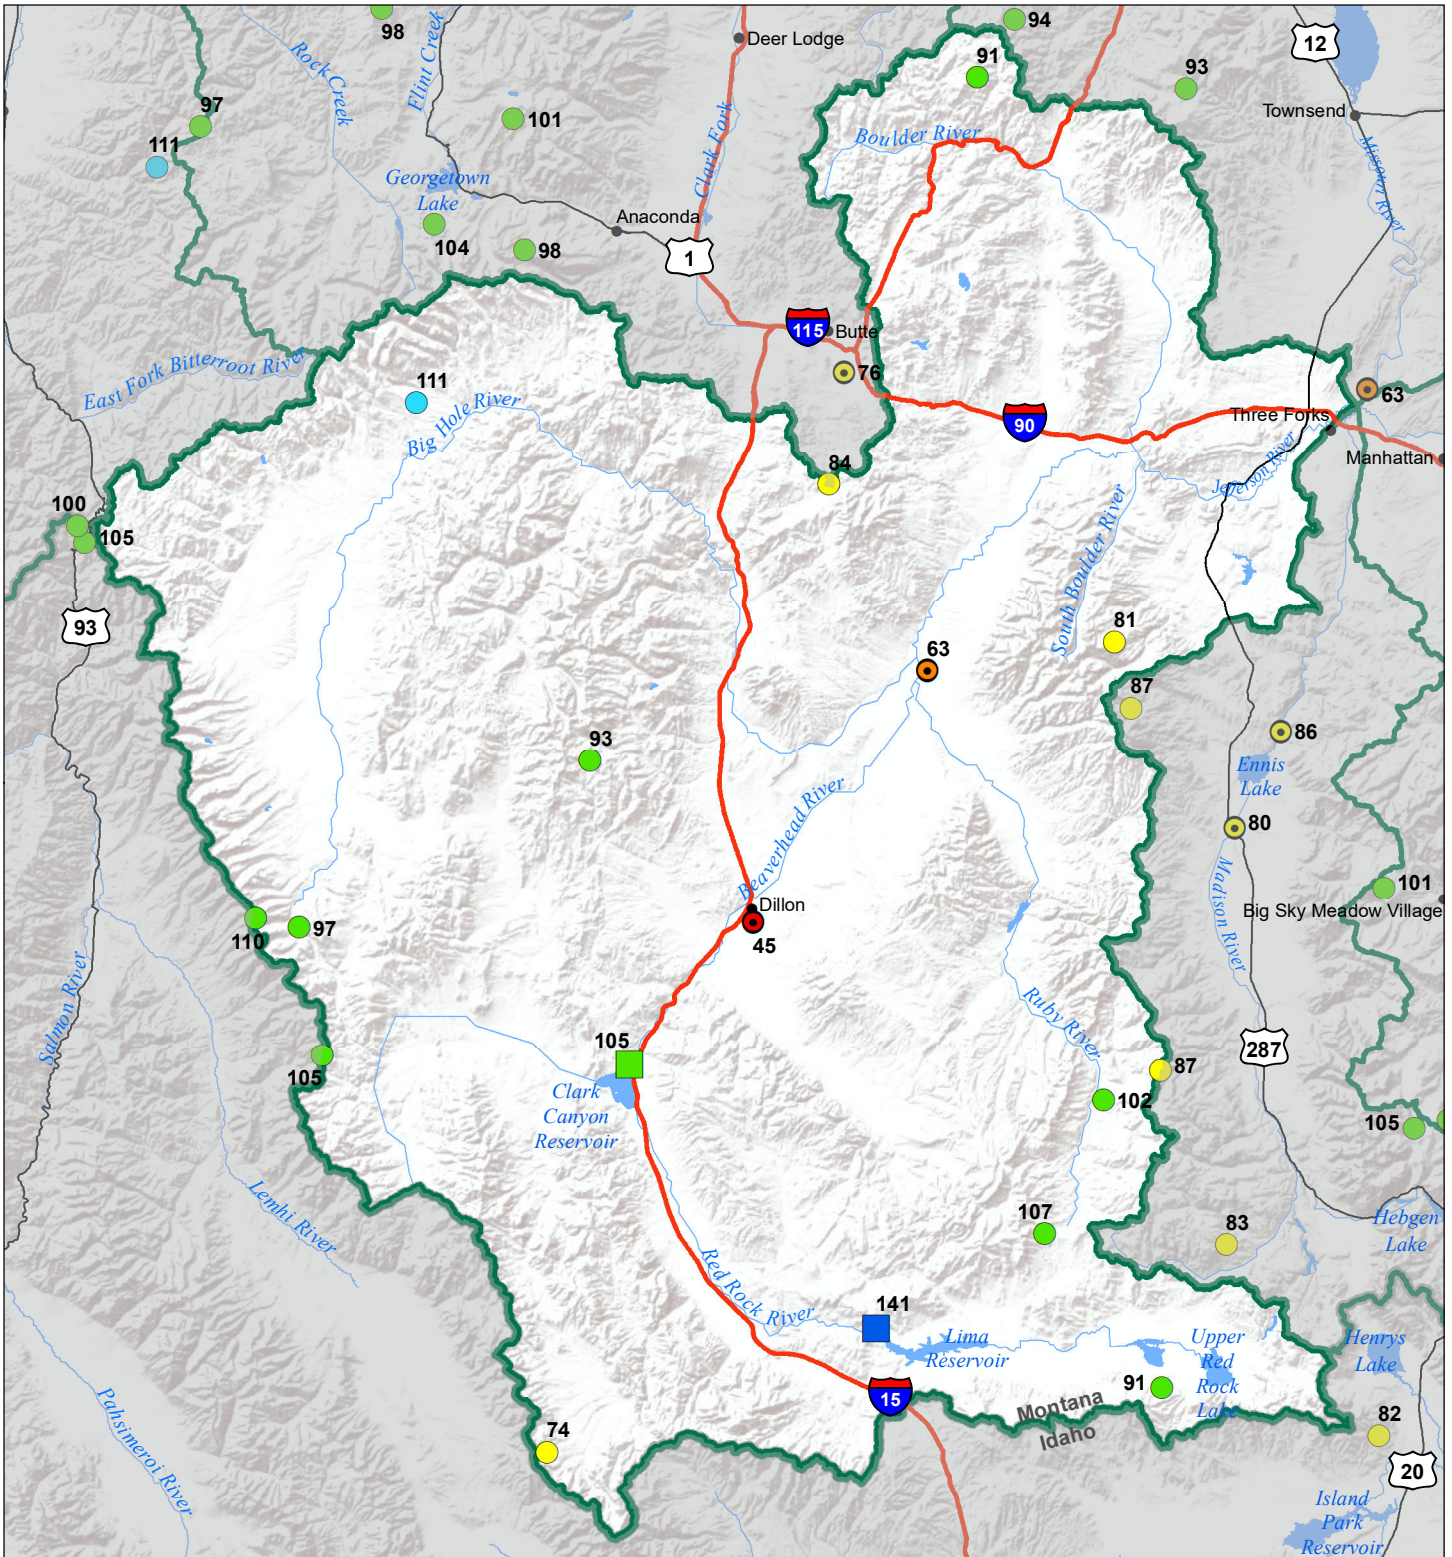 98
Deer Lodge
94
12
91
93
Rock Creek
Flint Creek
97
101
Townsend
Clark Fork
Boulder River
111
Missouri River
Georgetown
Lake
Anaconda
104
98
1
115
Butte
East Fork Bitterroot River
76
111
63
Big Hole River
90
Three Forks
Manhattan
84
Jefferson River
100
105
South Boulder River
93
81
63
87
86
93
Ennis
Lake
Beaverhead River
80
Madison River
101
Dillon
Big Sky Meadow Village
110
97
45
Salmon River
Ruby River
287
105
105
87
Clark
Canyon
Reservoir
102
105
Lemhi River
107
83
Hebgen
Lake
Red Rock River
141
Lima
Reservoir
Upper
Red
Rock
Lake
Henrys
Lake
91
15
Montana
Idaho
Pahsimeroi River
74
82
20
Island
Park
Reservoir